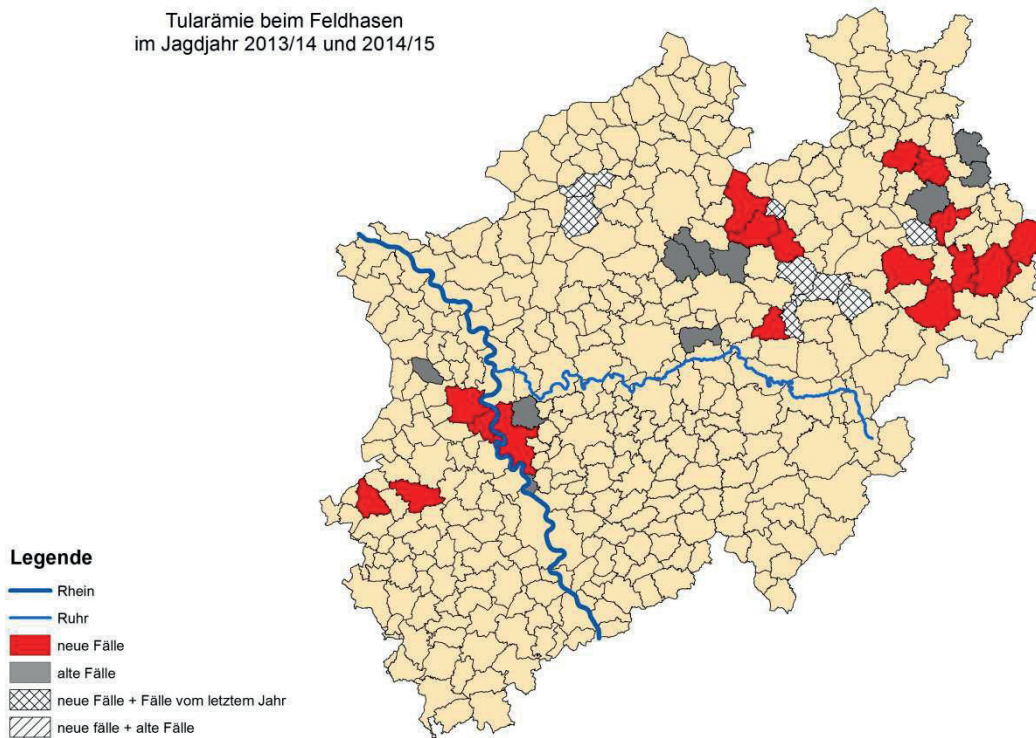 Tularämie beim Feldhasen
im Jagdjahr 2013/14 und 2014/15
Legende
Rhein
Ruhr
neue Fälle
alte Fälle
neue Fälle + Fälle vom letztem Jahr
neue fälle + alte Fälle